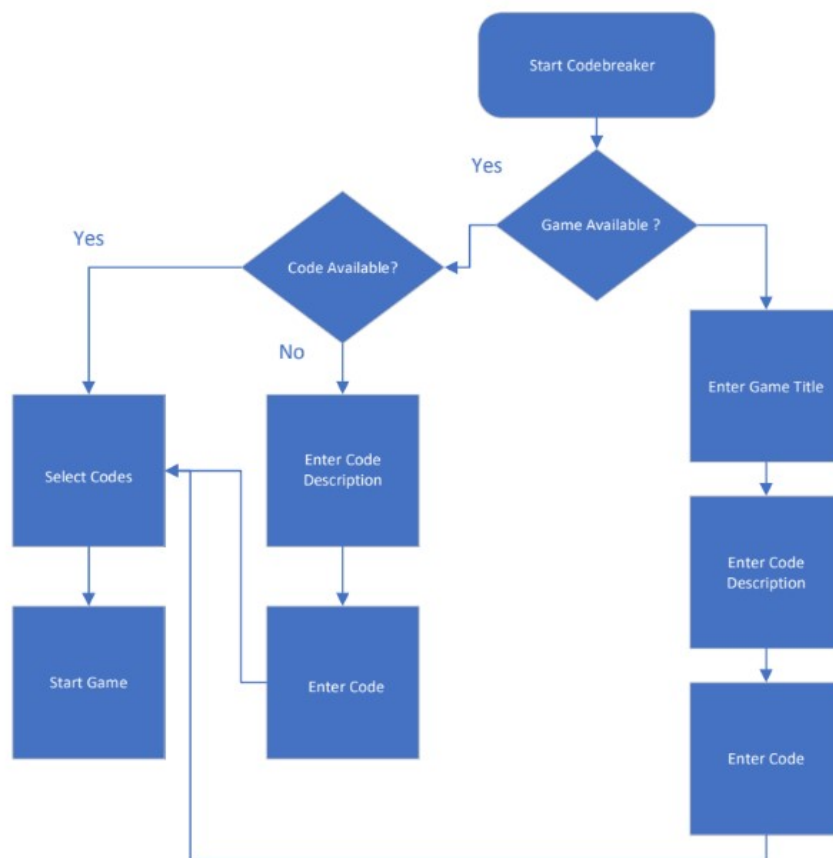 Start Codebreaker
Yes
Game Available ?
Yes
Code Available?
No
Enter Game Title
Select Codes
Enter Code
Description
Enter Code
Description
Start Game
Enter Code
Enter Code